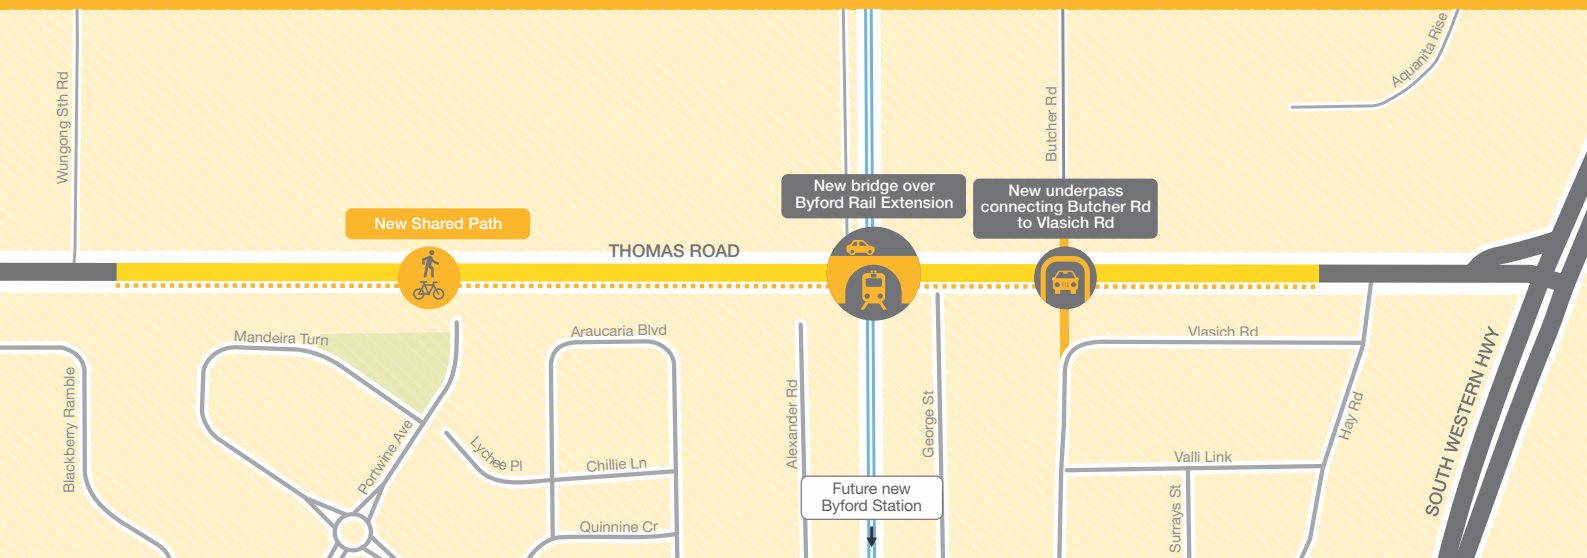 Aquanita Rise
Wungong Sth Rd
Butcher Rd
New bridge over
Byford Rail Extension
New underpass
connecting Butcher Rd
to Vlasich Rd
New Shared Path
THOMAS ROAD
Mandeira Turn
Araucaria Blvd
Vlasich Rd
Blackberry Ramble
Portwine Ave
Lychee Pl
Chillie Ln
Quinnine Cr
Alexander Rd
George St
Future new
Byford Station
Hay Rd
Valli Link
Surrays St
SOUTH WESTERN HWY